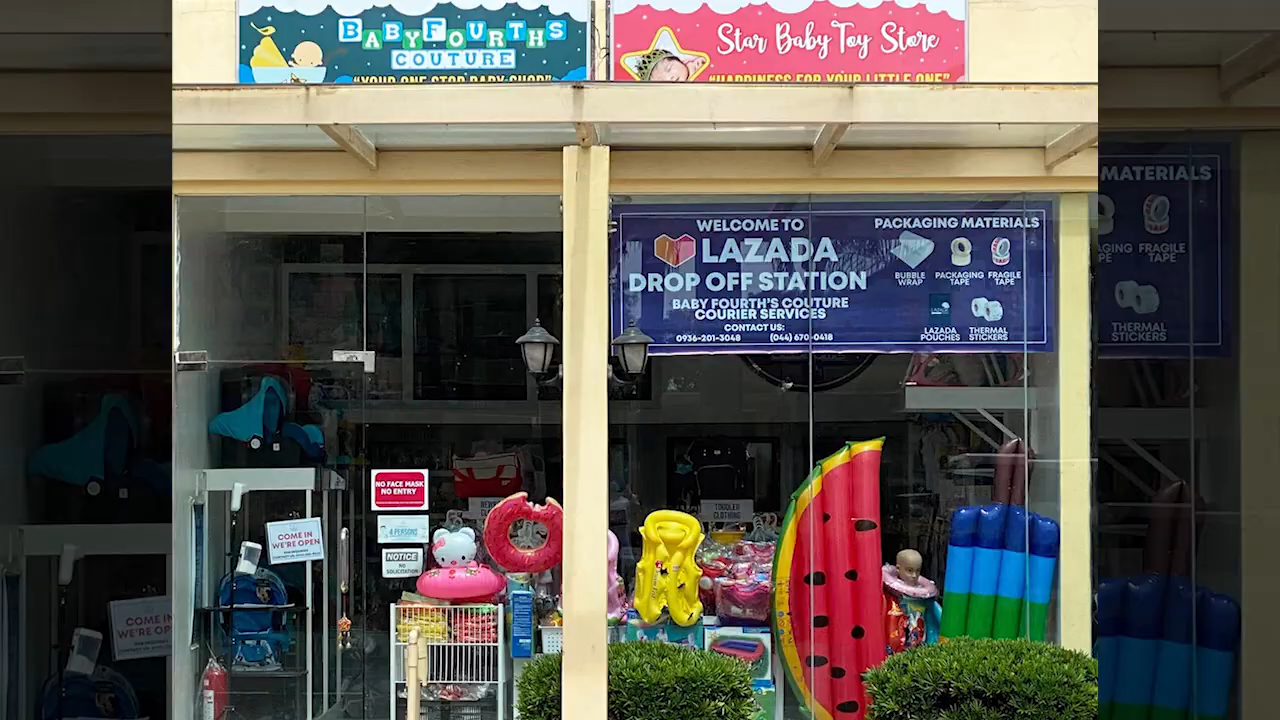 BABYFOURTHS
COUTURE
"YOUR ONE STOP BABY SHOP"
Star Baby Toy Store
"HAPPINESS FOR YOUR LITTLE ONE"
WELCOME TO
LAZADA
DROP OFF STATION
BABY FOURTH'S COUTURE
COURIER SERVICES
CONTACT US:
0936-201-3048 (044) 670-0418
PACKAGING MATERIALS
BUBBLE WRAP
PACKAGING TAPE
FRAGILE TAPE
LAZADA POUCHES
THERMAL STICKERS
NO FACE MASK
NO ENTRY
4 PERSONS
NOTICE
NO
SOLICITATION
COME IN
WE'RE OPEN
TODDLER
CLOTHING
MATERIALS
FRAGILE
TAPE
THERMAL
STICKERS
COME IN
WE'RE